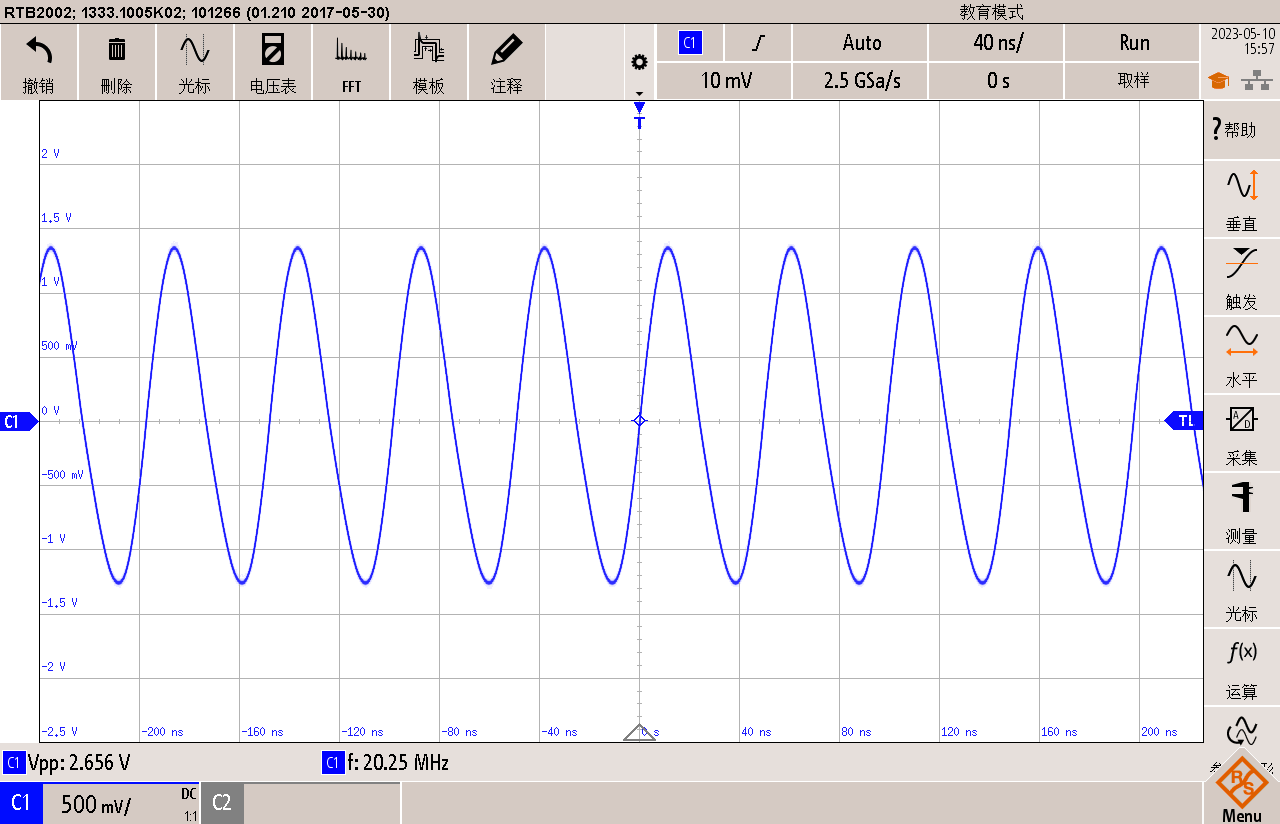 RTB2002; 1333.1005K02; 101266 (01.210 2017-05-30)
教育模式
撤销
删除
光标
电压表
FFT
模板
注释
C1
Auto
40 ns/
Run
10 mV
2.5 GSa/s
0 s
取样
2023-05-10
15:57
?帮助
垂直
触发
水平
采集
测量
光标
f(x)
运算
T
2 V
1.5 V
1 V
500 mV
C1
0 V
TL
-500 mV
-1 V
-1.5 V
-2 V
-2.5 V
-200 ns
-160 ns
-120 ns
-80 ns
-40 ns
0 s
40 ns
80 ns
120 ns
160 ns
200 ns
C1 Vpp: 2.656 V
C1 f: 20.25 MHz
C1
500 mV/
DC
1:1
C2
R&S
Menu